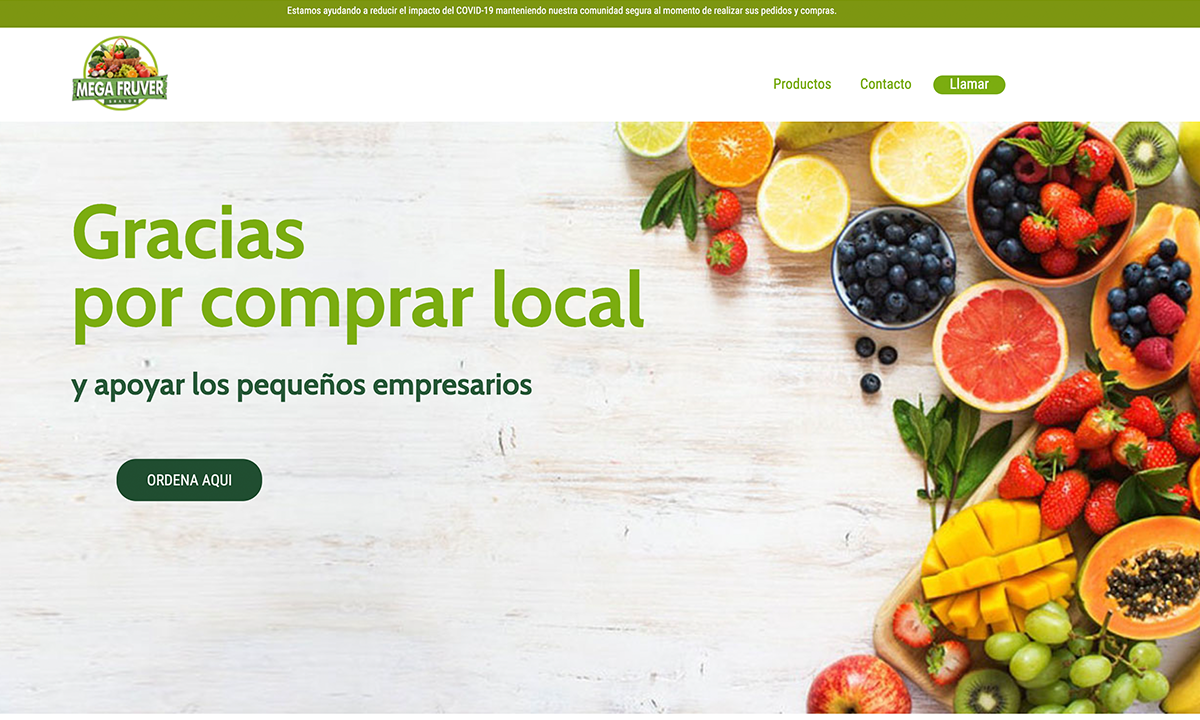 Estamos ayudando a reducir el impacto del COVID-19 manteniendo nuestra comunidad segura al momento de realizar sus pedidos y compras.
MEGA FRUVER
Productos
Contacto
Llamar
Gracias
por comprar local
y apoyar los pequeños empresarios
ORDENA AQUI